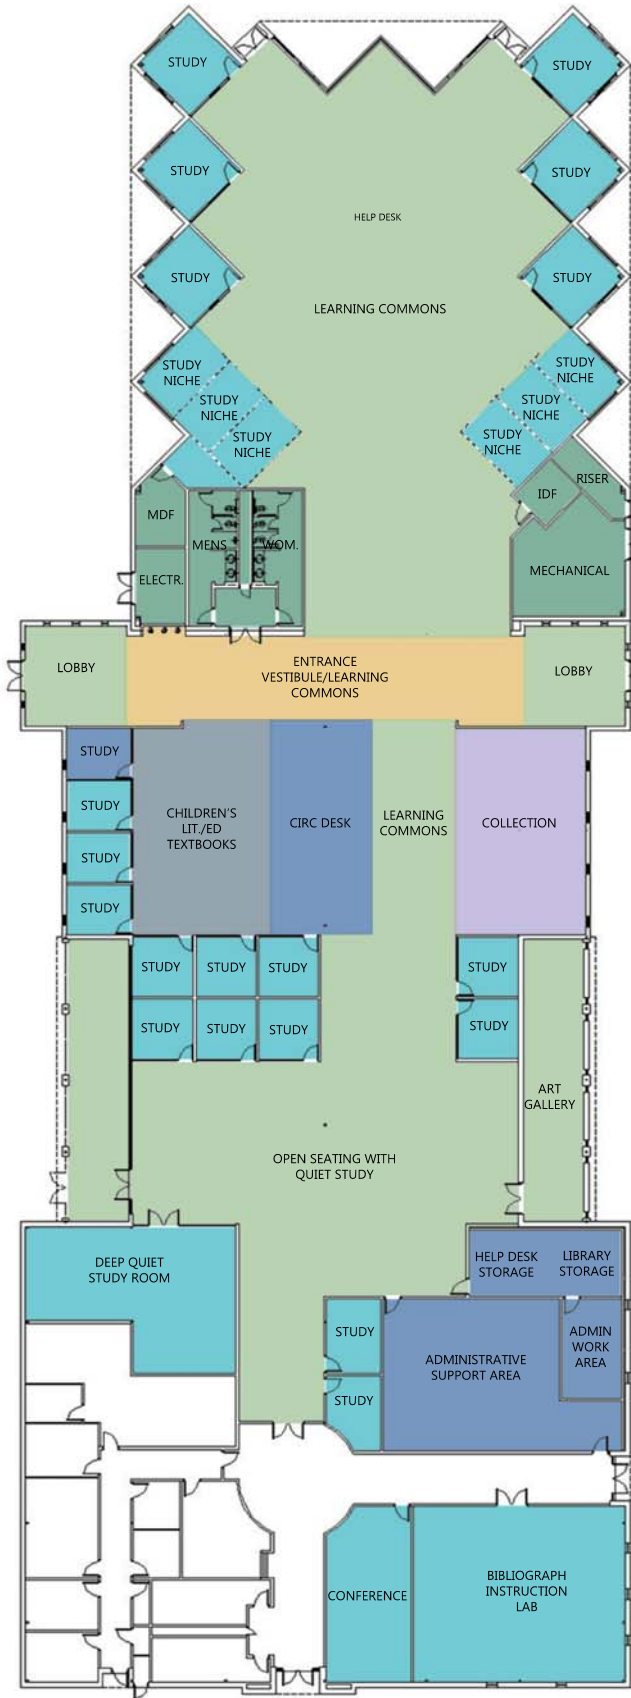 STUDY
STUDY
STUDY
STUDY
HELP DESK
STUDY
STUDY
LEARNING COMMONS
STUDY
NICHE
STUDY
NICHE
STUDY
NICHE
STUDY
NICHE
STUDY
NICHE
STUDY
NICHE
RISER
IDF
MDF
MENS
WOM.
ELECTR.
MECHANICAL
LOBBY
ENTRANCE
VESTIBULE/LEARNING
COMMONS
LOBBY
STUDY
STUDY
STUDY
STUDY
CHILDREN'S
LIT./ED
TEXTBOOKS
CIRC DESK
LEARNING
COMMONS
COLLECTION
STUDY
STUDY
STUDY
STUDY
STUDY
STUDY
STUDY
STUDY
ART
GALLERY
OPEN SEATING WITH
QUIET STUDY
DEEP QUIET
STUDY ROOM
HELP DESK
STORAGE
LIBRARY
STORAGE
STUDY
ADMINISTRATIVE
SUPPORT AREA
ADMIN
WORK
AREA
STUDY
CONFERENCE
BIBLIOGRAPH
INSTRUCTION
LAB